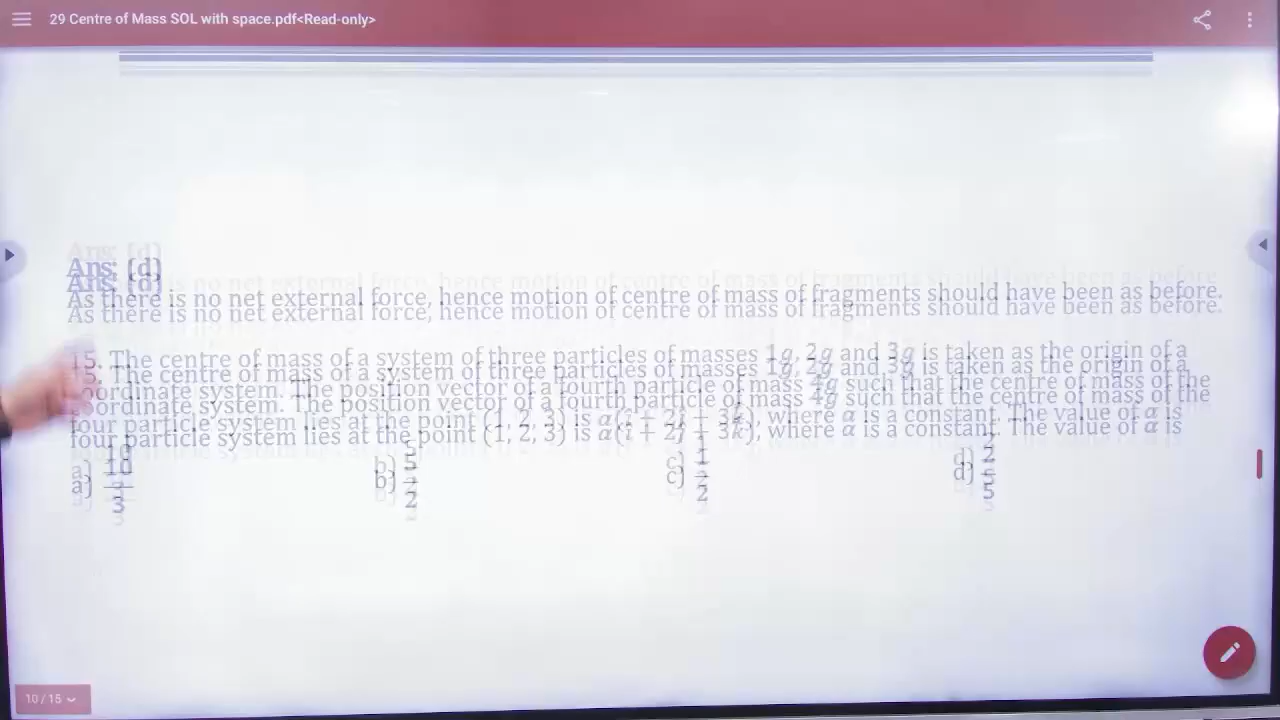 29 Centre of Mass SOL with space.pdf<Read-only>
Ans: (d)
As there is no net external force, hence motion of centre of mass of fragments should have been as before.
15. The centre of mass of a system of three particles of masses 1g, 2g and 3g is taken as the origin of a
coordinate system. The position vector of a fourth particle of mass 4g such that the centre of mass of the
four particle system lies at the point (1, 2, 3) is α(î + 2ĵ + 3k̂), where α is a constant. The value of α is
a) 10/3 b) 5/2 c) 1/2 d) 2/5
10 / 15